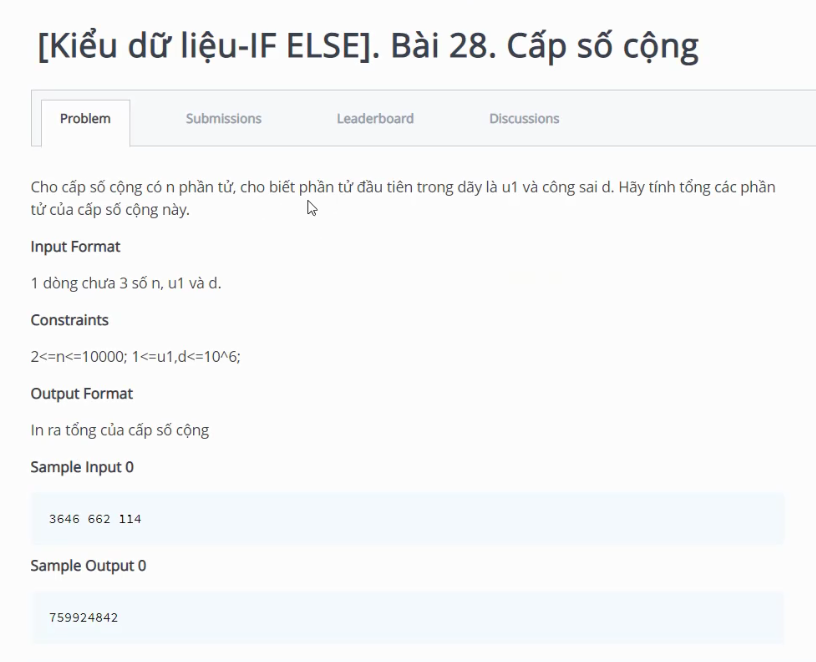 [Kiểu dữ liệu-IF ELSE]. Bài 28. Cấp số cộng
Problem Submissions Leaderboard Discussions
Cho cấp số cộng có n phần tử, cho biết phần tử đầu tiên trong dãy là u1 và công sai d. Hãy tính tổng các phần
tử của cấp số cộng này.
Input Format
1 dòng chưa 3 số n, u1 và d.
Constraints
2<=n<=10000; 1<=u1,d<=10^6;
Output Format
In ra tổng của cấp số cộng
Sample Input 0
3646 662 114
Sample Output 0
759924842